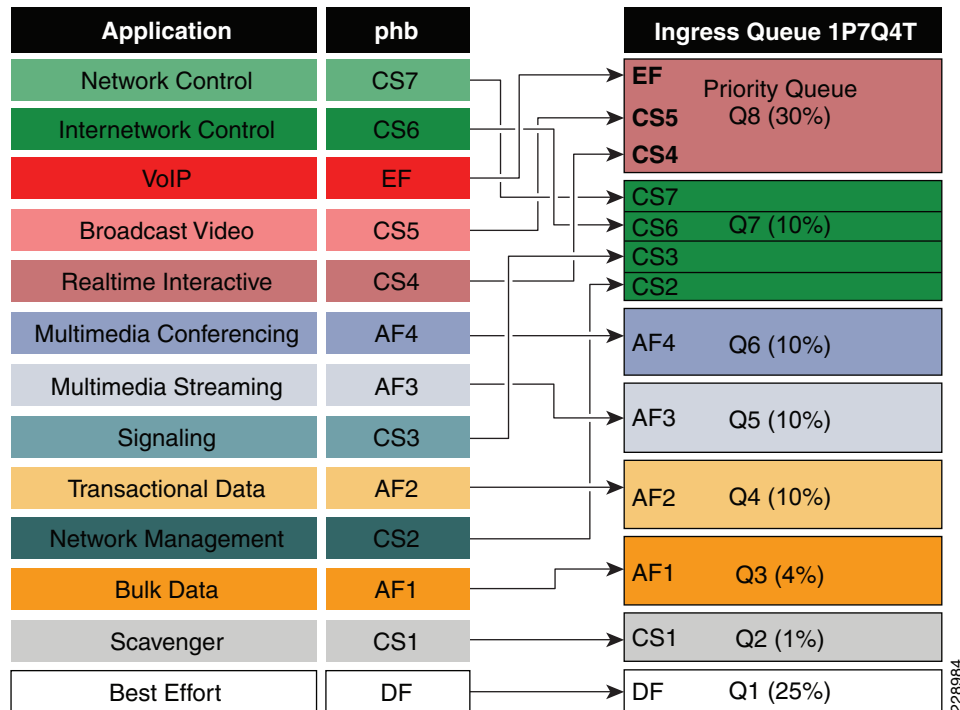 Application phb Ingress Queue 1P7Q4T
Network Control CS7
Internetwork Control CS6
VoIP EF
Broadcast Video CS5
Realtime Interactive CS4
Multimedia Conferencing AF4
Multimedia Streaming AF3
Signaling CS3
Transactional Data AF2
Network Management CS2
Bulk Data AF1
Scavenger CS1
Best Effort DF
EF
Priority Queue
CS5 Q8 (30%)
CS4
CS7
CS6 Q7 (10%)
CS3
CS2
AF4 Q6 (10%)
AF3 Q5 (10%)
AF2 Q4 (10%)
AF1 Q3 (4%)
CS1 Q2 (1%)
DF Q1 (25%)
228984